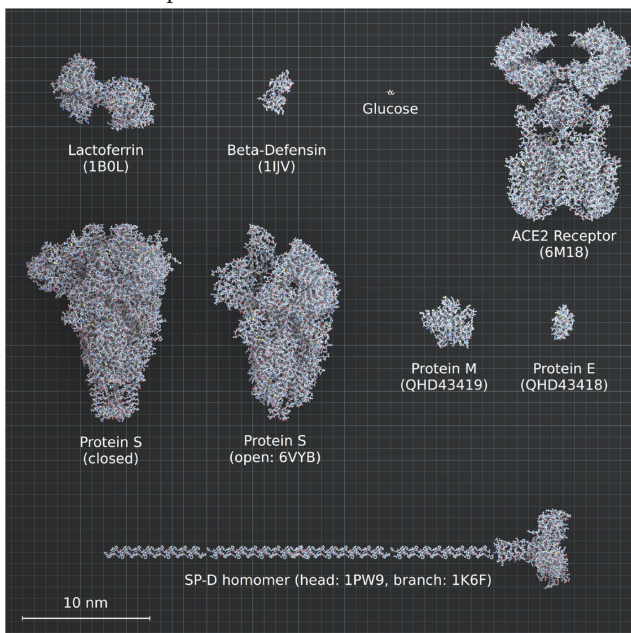 Lactoferrin
(1B0L)
Beta-Defensin
(1IJV)
Glucose
ACE2 Receptor
(6M18)
Protein M
(QHD43419)
Protein E
(QHD43418)
Protein S
(closed)
Protein S
(open: 6VYB)
SP-D homomer (head: 1PW9, branch: 1K6F)
10 nm